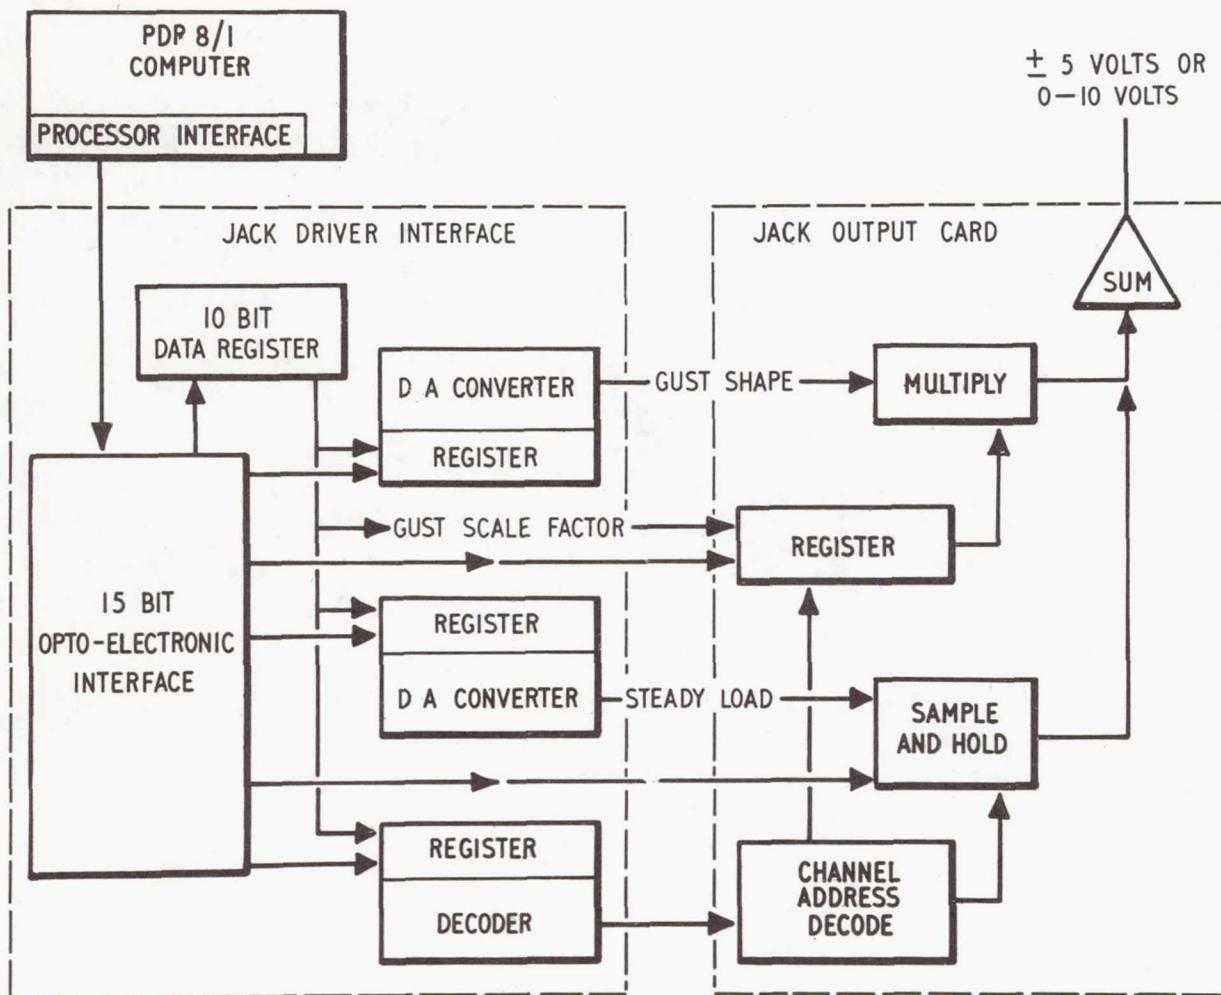 PDP 8/1
COMPUTER
PROCESSOR INTERFACE
± 5 VOLTS OR
0-10 VOLTS
JACK DRIVER INTERFACE
JACK OUTPUT CARD
SUM
10 BIT
DATA REGISTER
D A CONVERTER
REGISTER
GUST SHAPE
MULTIPLY
GUST SCALE FACTOR
REGISTER
15 BIT
OPTO-ELECTRONIC
INTERFACE
REGISTER
D A CONVERTER
STEADY LOAD
SAMPLE
AND HOLD
REGISTER
DECODER
CHANNEL
ADDRESS
DECODE